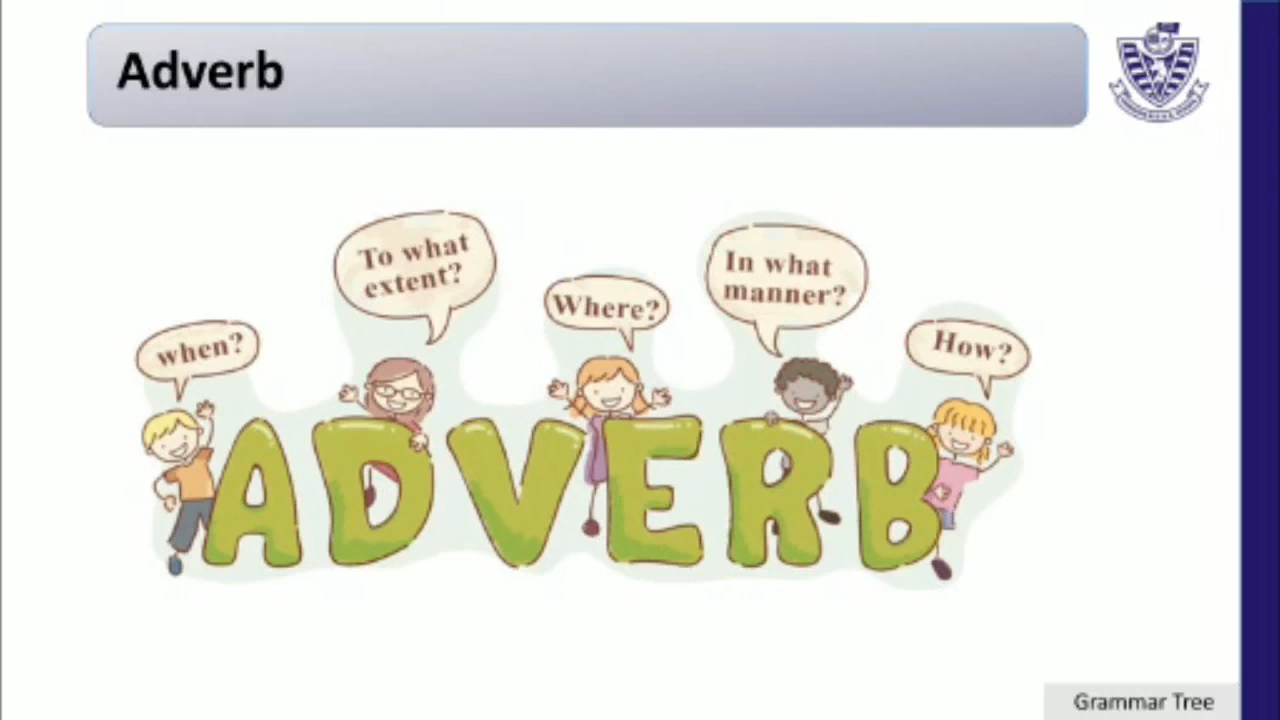 Adverb
when?
To what
extent?
Where?
In what
manner?
How?
ADVERB
Grammar Tree